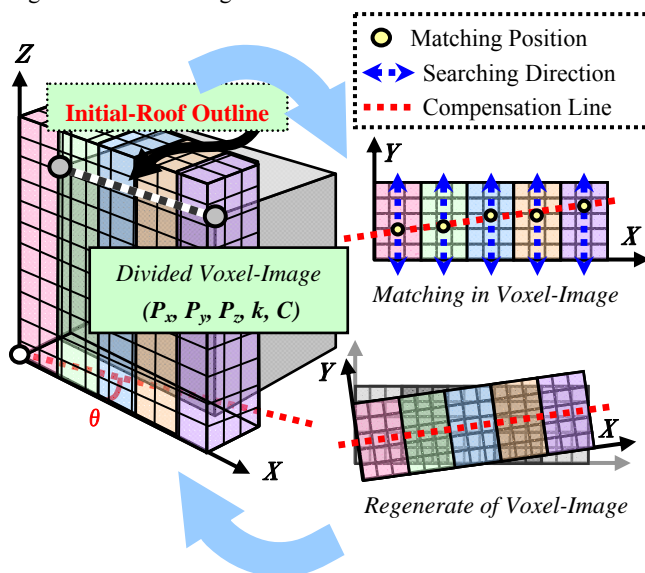 Z
Initial-Roof Outline
Matching Position
Searching Direction
Compensation Line
Y
X
Matching in Voxel-Image
Divided Voxel-Image
(Px, Py, Pz, k, C)
θ
X
Y
X
Regenerate of Voxel-Image